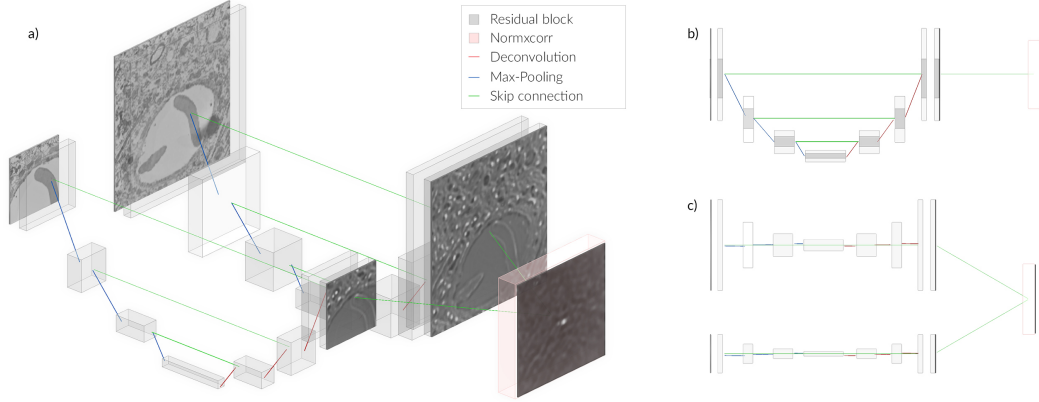 a)
Residual block
Normxcorr
Deconvolution
Max-Pooling
Skip connection
b)
c)